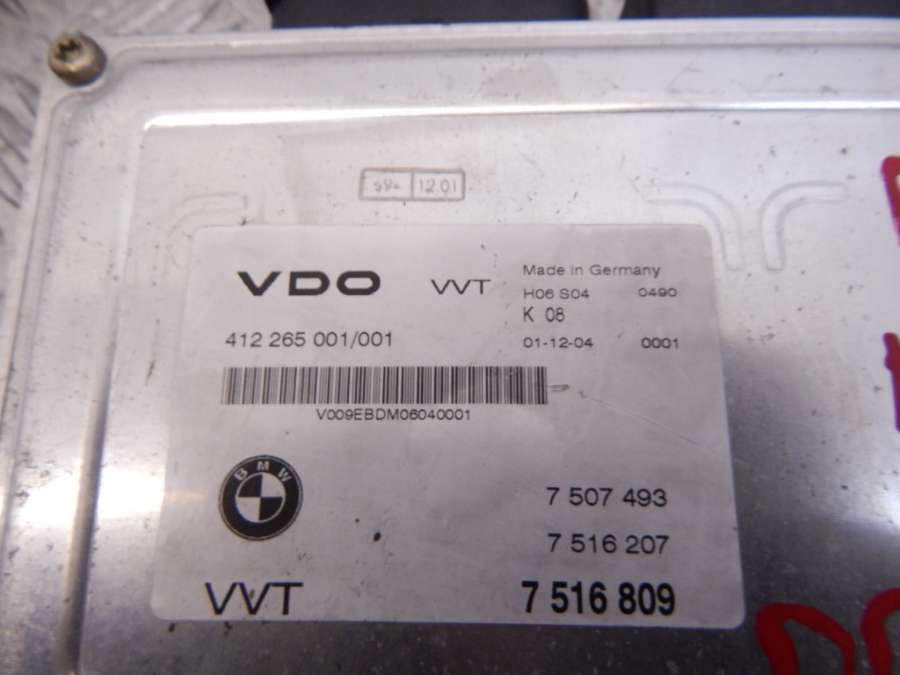 12.01
VDO VVT Made in Germany
H06 S04 0490
K 08
412 265 001/001 01-12-04 0001
V009EBDM06040001
BMW
7 507 493
7 516 207
VVT 7 516 809